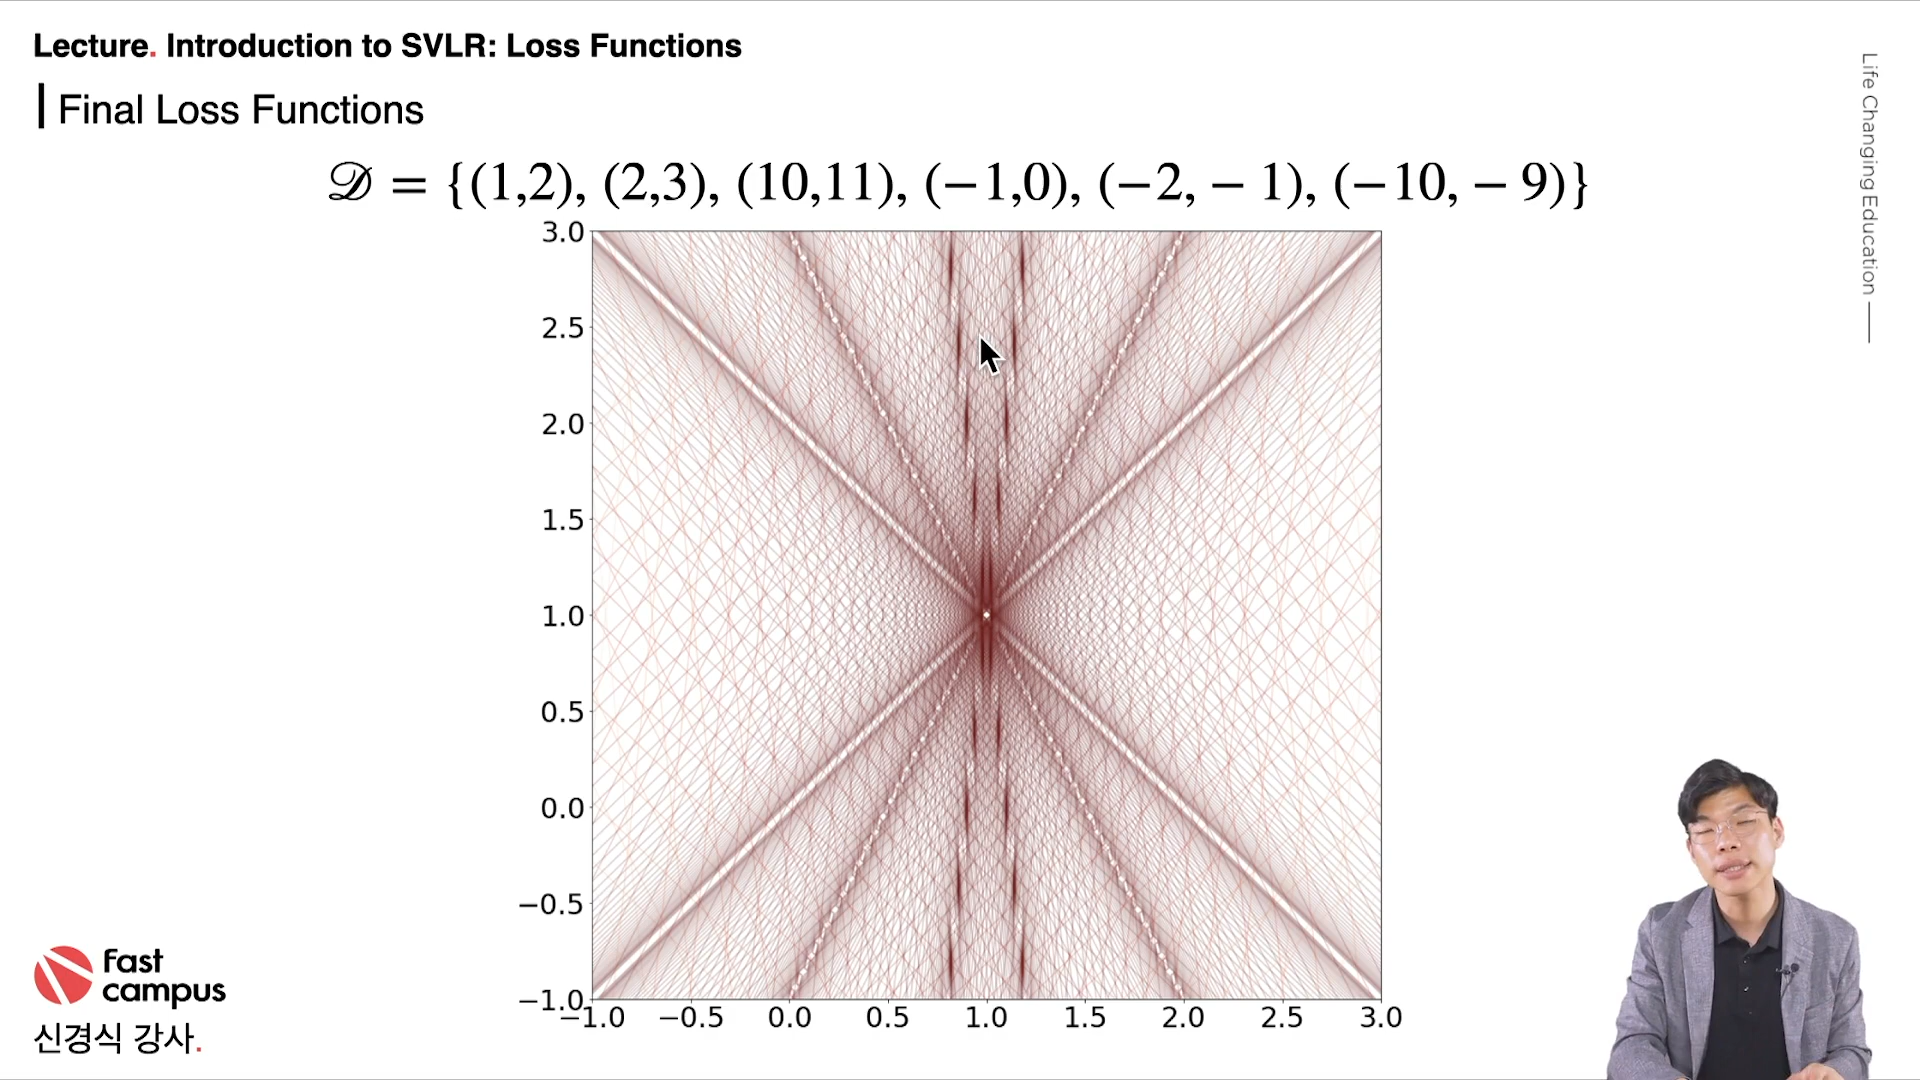 Lecture. Introduction to SVLR: Loss Functions
Final Loss Functions
𝒟 = {(1,2), (2,3), (10,11), (−1,0), (−2, − 1), (−10, − 9)}
3.0
2.5
2.0
1.5
1.0
0.5
0.0
−0.5
−1.0
−1.0 −0.5 0.0 0.5 1.0 1.5 2.0 2.5 3.0
Life Changing Education
fast
campus
신경식 강사.